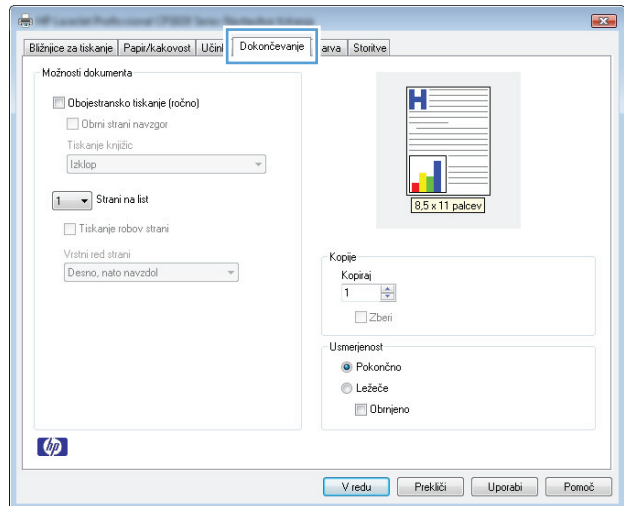 Bližnjice za tiskanje
Papir/kakovost
Dokončevanje
Storitve
Možnosti dokumenta
Obojestransko tiskanje (ročno)
Obrni strani navzgor
Tiskanje knjižic
Izklop
1 Strani na list
Tiskanje robov strani
Vrstni red strani
Desno, nato navzdol
H
8,5 x 11 palcev
Kopije
Kopiraj
1
Zberi
Usmerjenost
Pokončno
Ležeče
Obrnjeno
hp
V redu
Prekliči
Uporabi
Pomoč